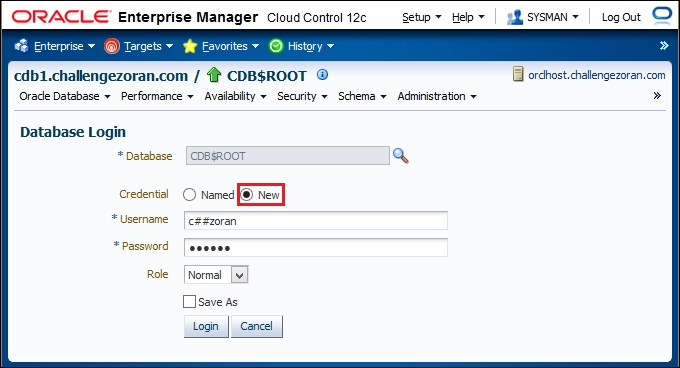 ORACLE Enterprise Manager Cloud Control 12c Setup Help SYSMAN Log Out
Enterprise Targets Favorites History
cdb1.challengezoran.com / CDB$ROOT orclhost.challengezoran.com
Oracle Database Performance Availability Security Schema Administration
Database Login
* Database CDB$ROOT
Credential Named New
* Username c##zoran
* Password ●●●●●●
Role Normal
Save As
Login Cancel